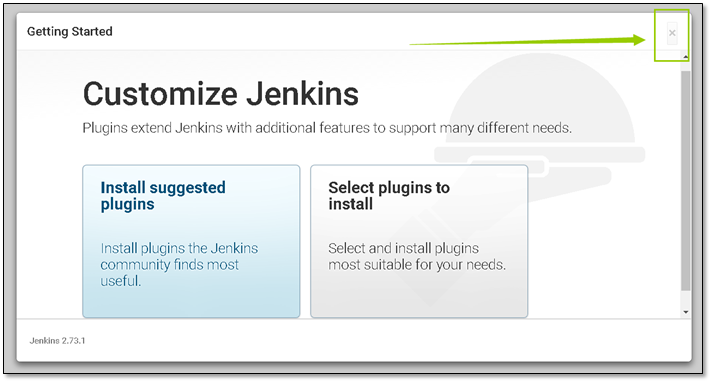 Getting Started
×
Customize Jenkins
Plugins extend Jenkins with additional features to support many different needs.
Install suggested
plugins
Install plugins the Jenkins
community finds most
useful.
Select plugins to
install
Select and install plugins
most suitable for your needs.
Jenkins 2.73.1